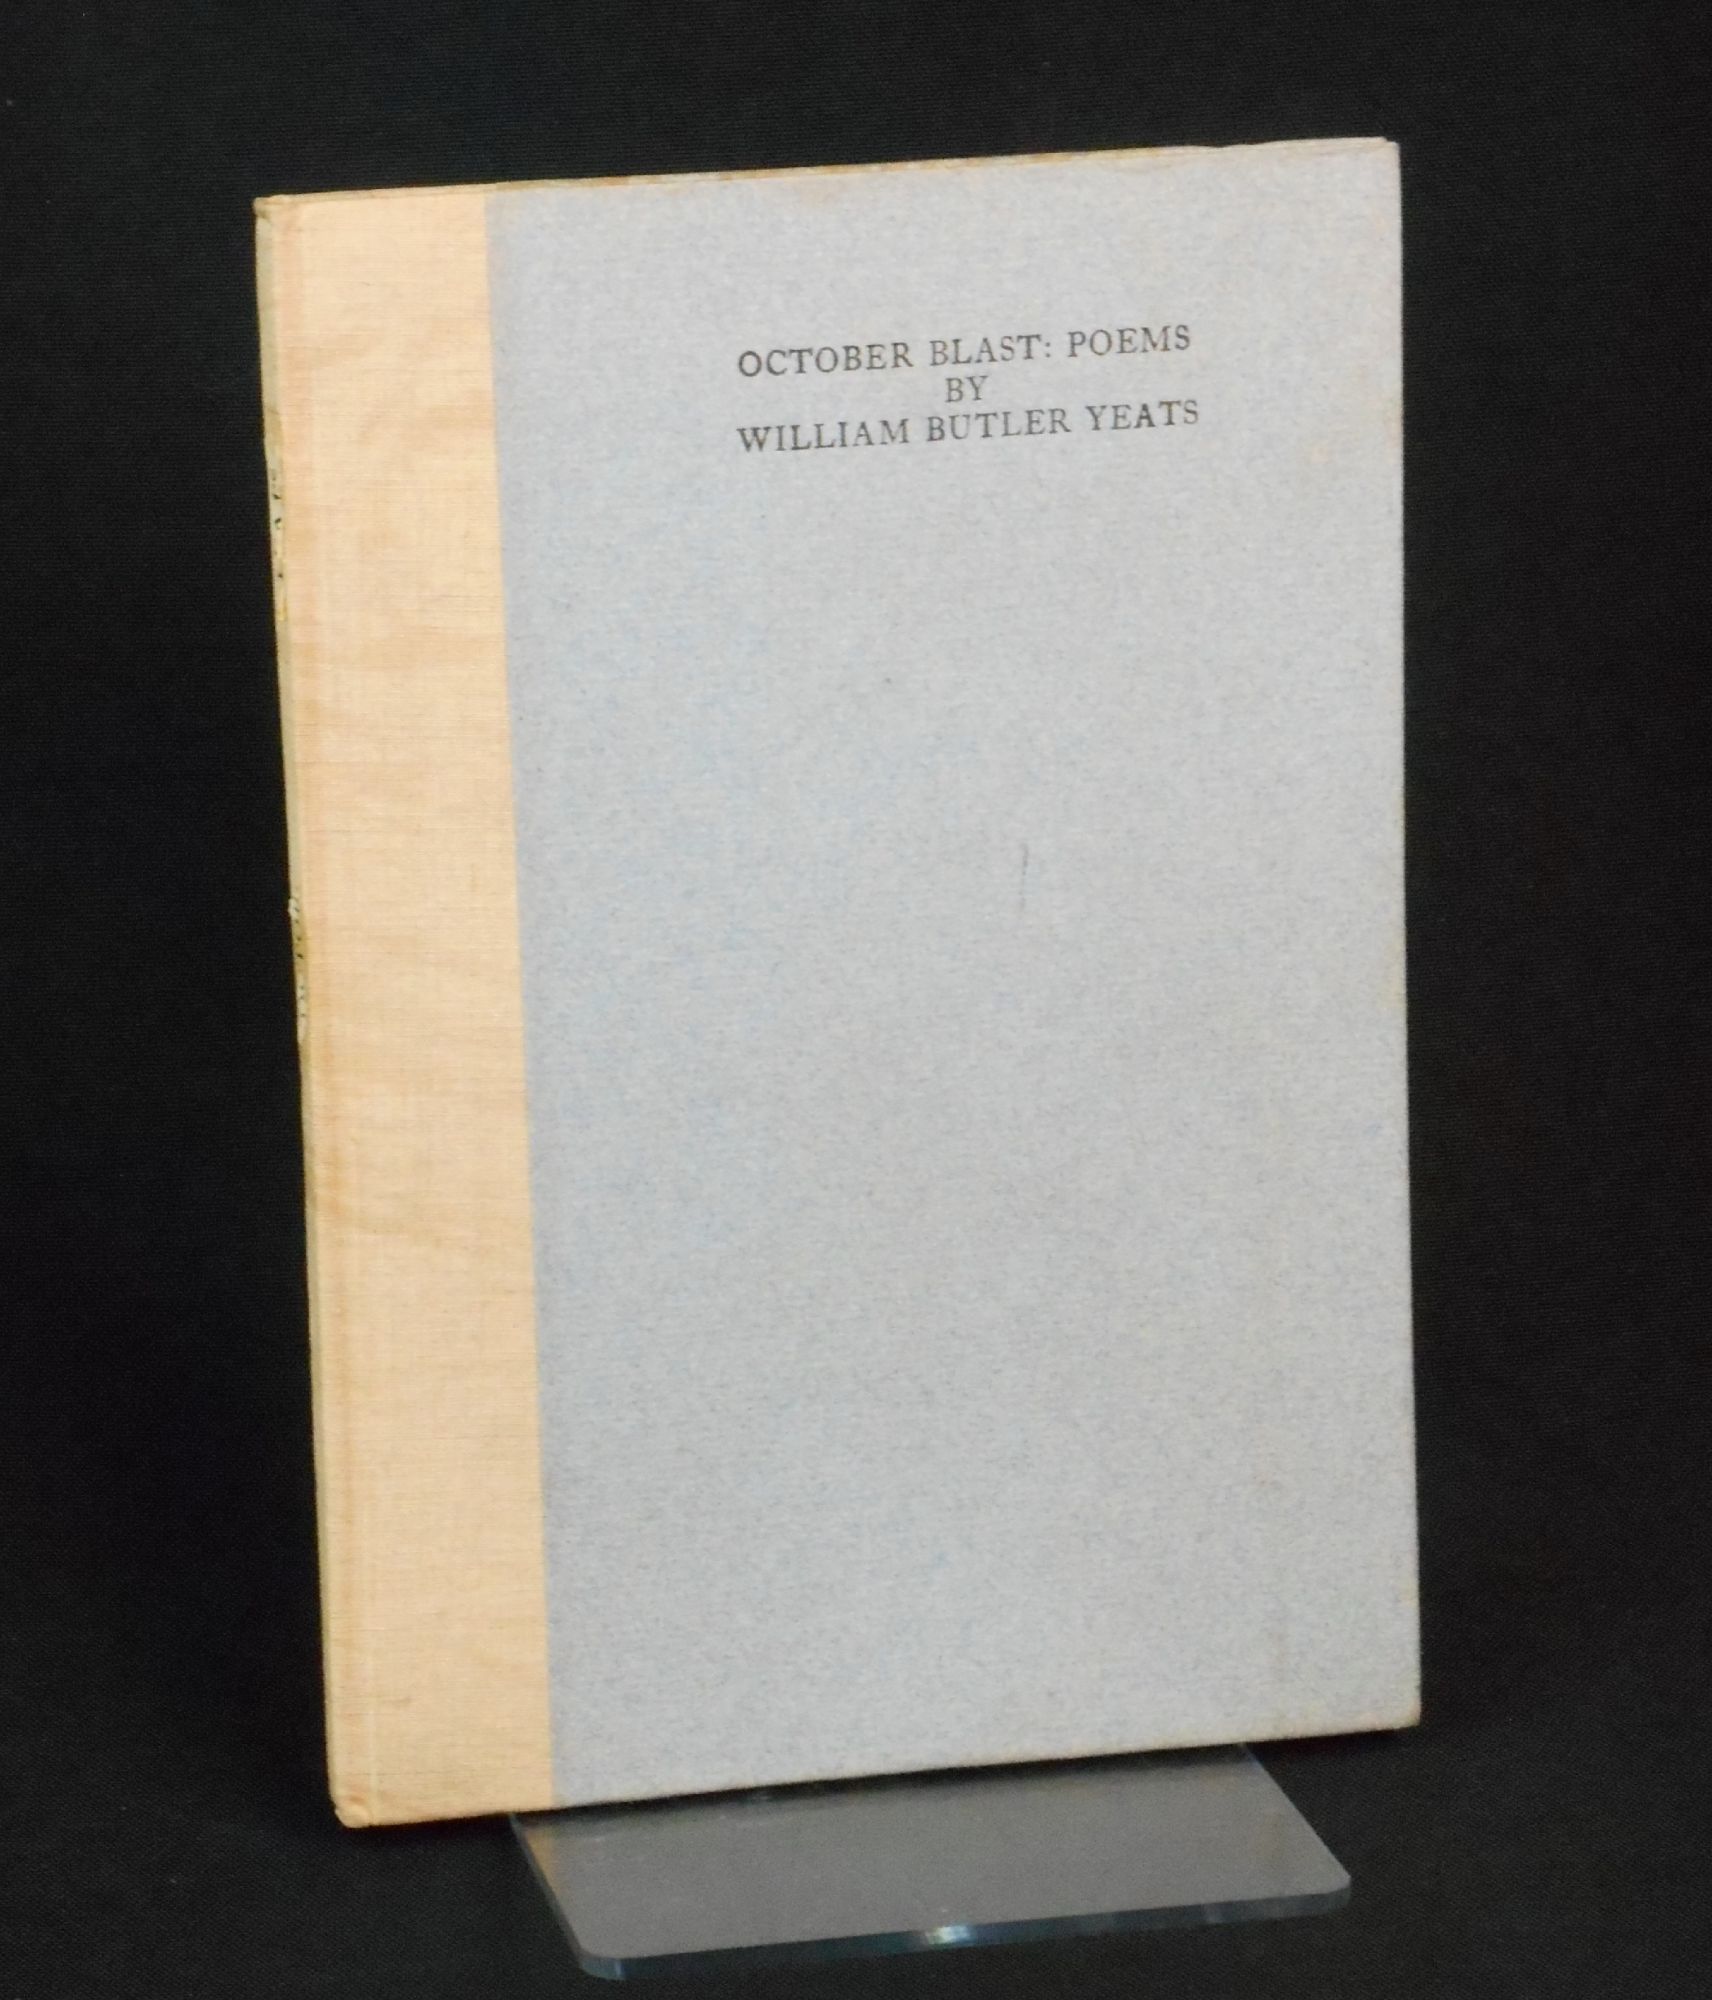 OCTOBER BLAST: POEMS
BY
WILLIAM BUTLER YEATS